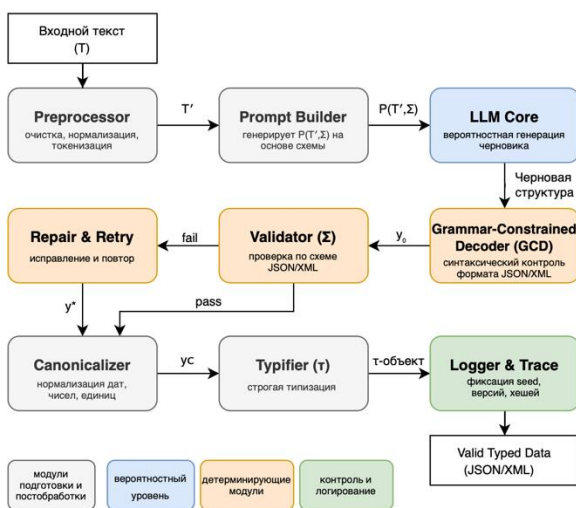 Входной текст
(T)
Preprocessor
очистка, нормализация,
токенизация
T′
Prompt Builder
генерирует P(T′,Σ) на
основе схемы
P(T′,Σ)
LLM Core
вероятностная генерация
черновика
Черновая
структура
Repair & Retry
исправление и повтор
fail
Validator (Σ)
проверка по схеме
JSON/XML
y₀
Grammar-Constrained
Decoder (GCD)
синтаксический контроль
формата JSON/XML
y*
pass
Canonicalizer
нормализация дат,
чисел, единиц
yc
Typifier (τ)
строгая типизация
τ-объект
Logger & Trace
фиксация seed,
версий, хешей
Valid Typed Data
(JSON/XML)
модули
подготовки и
постобработки
вероятностный
уровень
детерминирующие
модули
контроль и
логирование